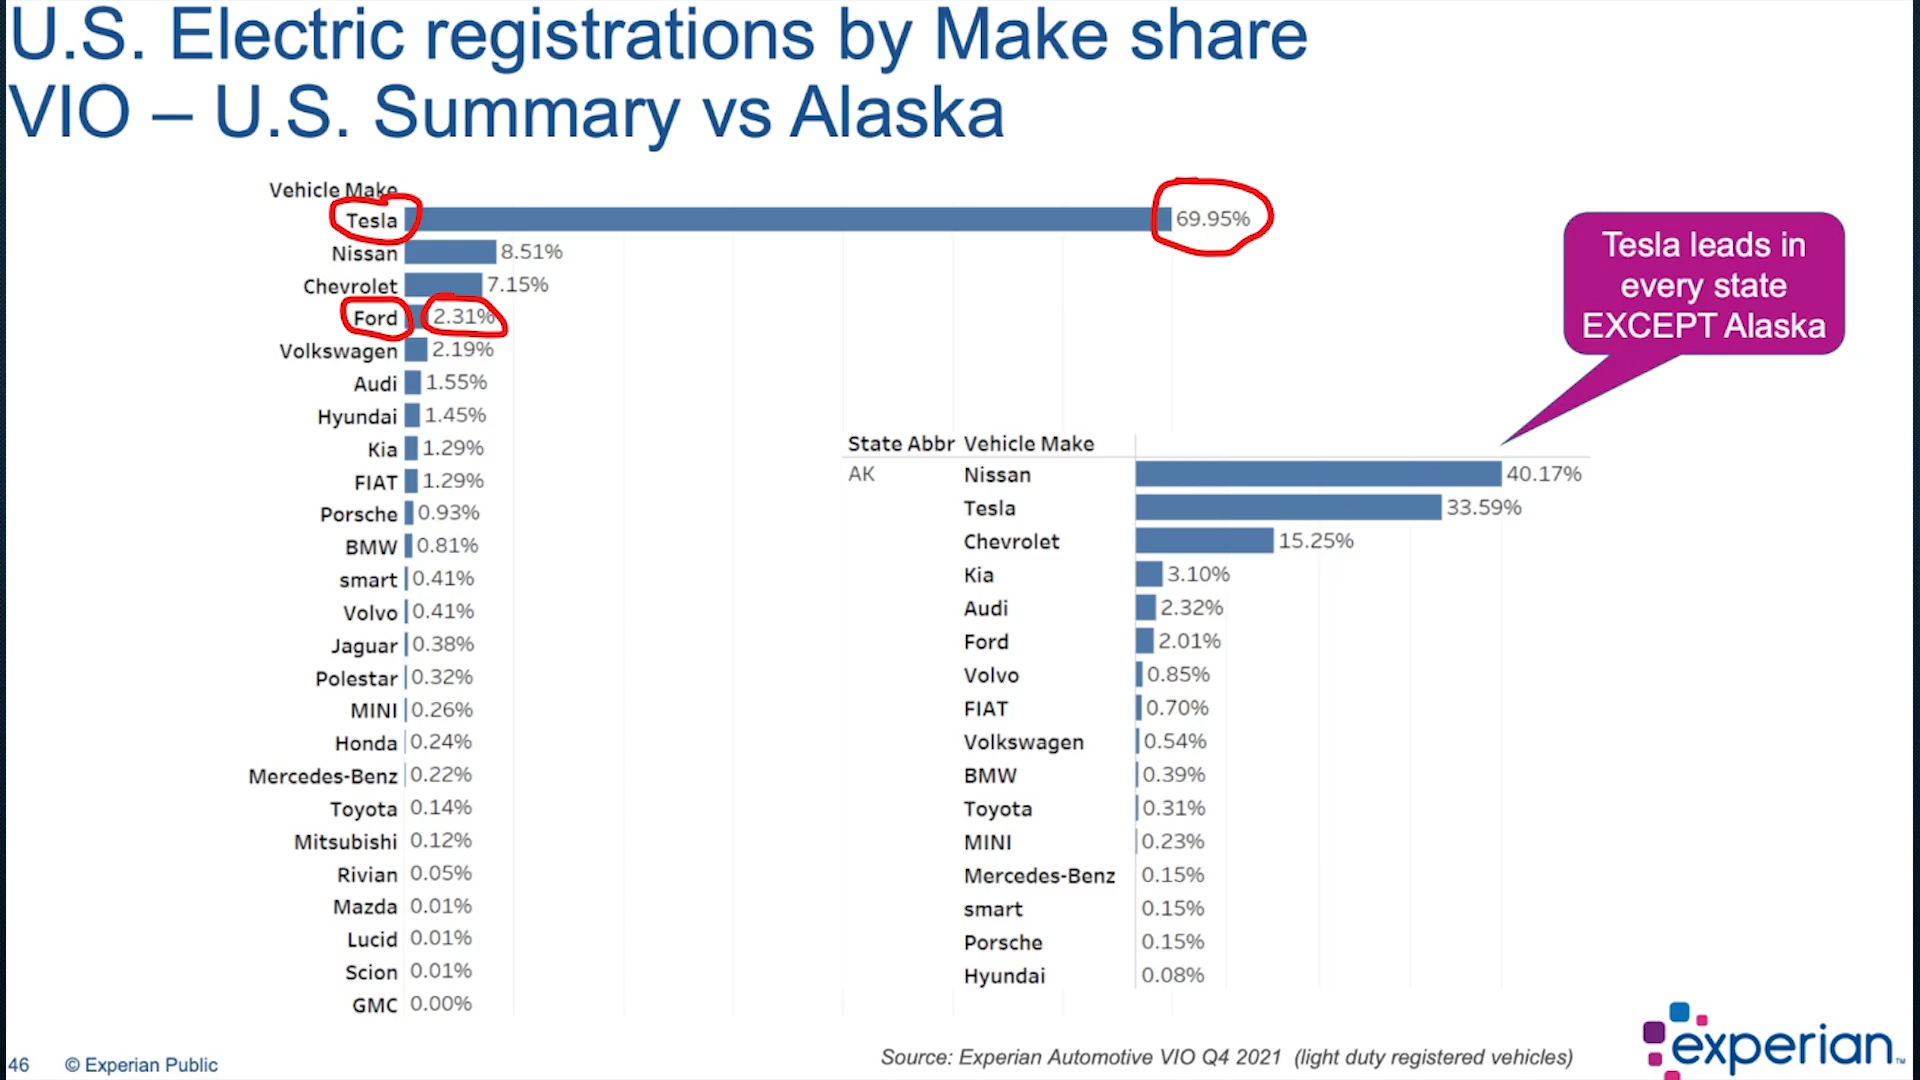 U.S. Electric registrations by Make share
VIO – U.S. Summary vs Alaska
Vehicle Make
Tesla 69.95%
Nissan 8.51%
Chevrolet 7.15%
Ford 2.31%
Volkswagen 2.19%
Audi 1.55%
Hyundai 1.45%
Kia 1.29%
FIAT 1.29%
Porsche 0.93%
BMW 0.81%
smart 0.41%
Volvo 0.41%
Jaguar 0.38%
Polestar 0.32%
MINI 0.26%
Honda 0.24%
Mercedes-Benz 0.22%
Toyota 0.14%
Mitsubishi 0.12%
Rivian 0.05%
Mazda 0.01%
Lucid 0.01%
Scion 0.01%
GMC 0.00%
Tesla leads in
every state
EXCEPT Alaska
State Abbr Vehicle Make
AK Nissan 40.17%
Tesla 33.59%
Chevrolet 15.25%
Kia 3.10%
Audi 2.32%
Ford 2.01%
Volvo 0.85%
FIAT 0.70%
Volkswagen 0.54%
BMW 0.39%
Toyota 0.31%
MINI 0.23%
Mercedes-Benz 0.15%
smart 0.15%
Porsche 0.15%
Hyundai 0.08%
46 © Experian Public
Source: Experian Automotive VIO Q4 2021 (light duty registered vehicles)
experian™